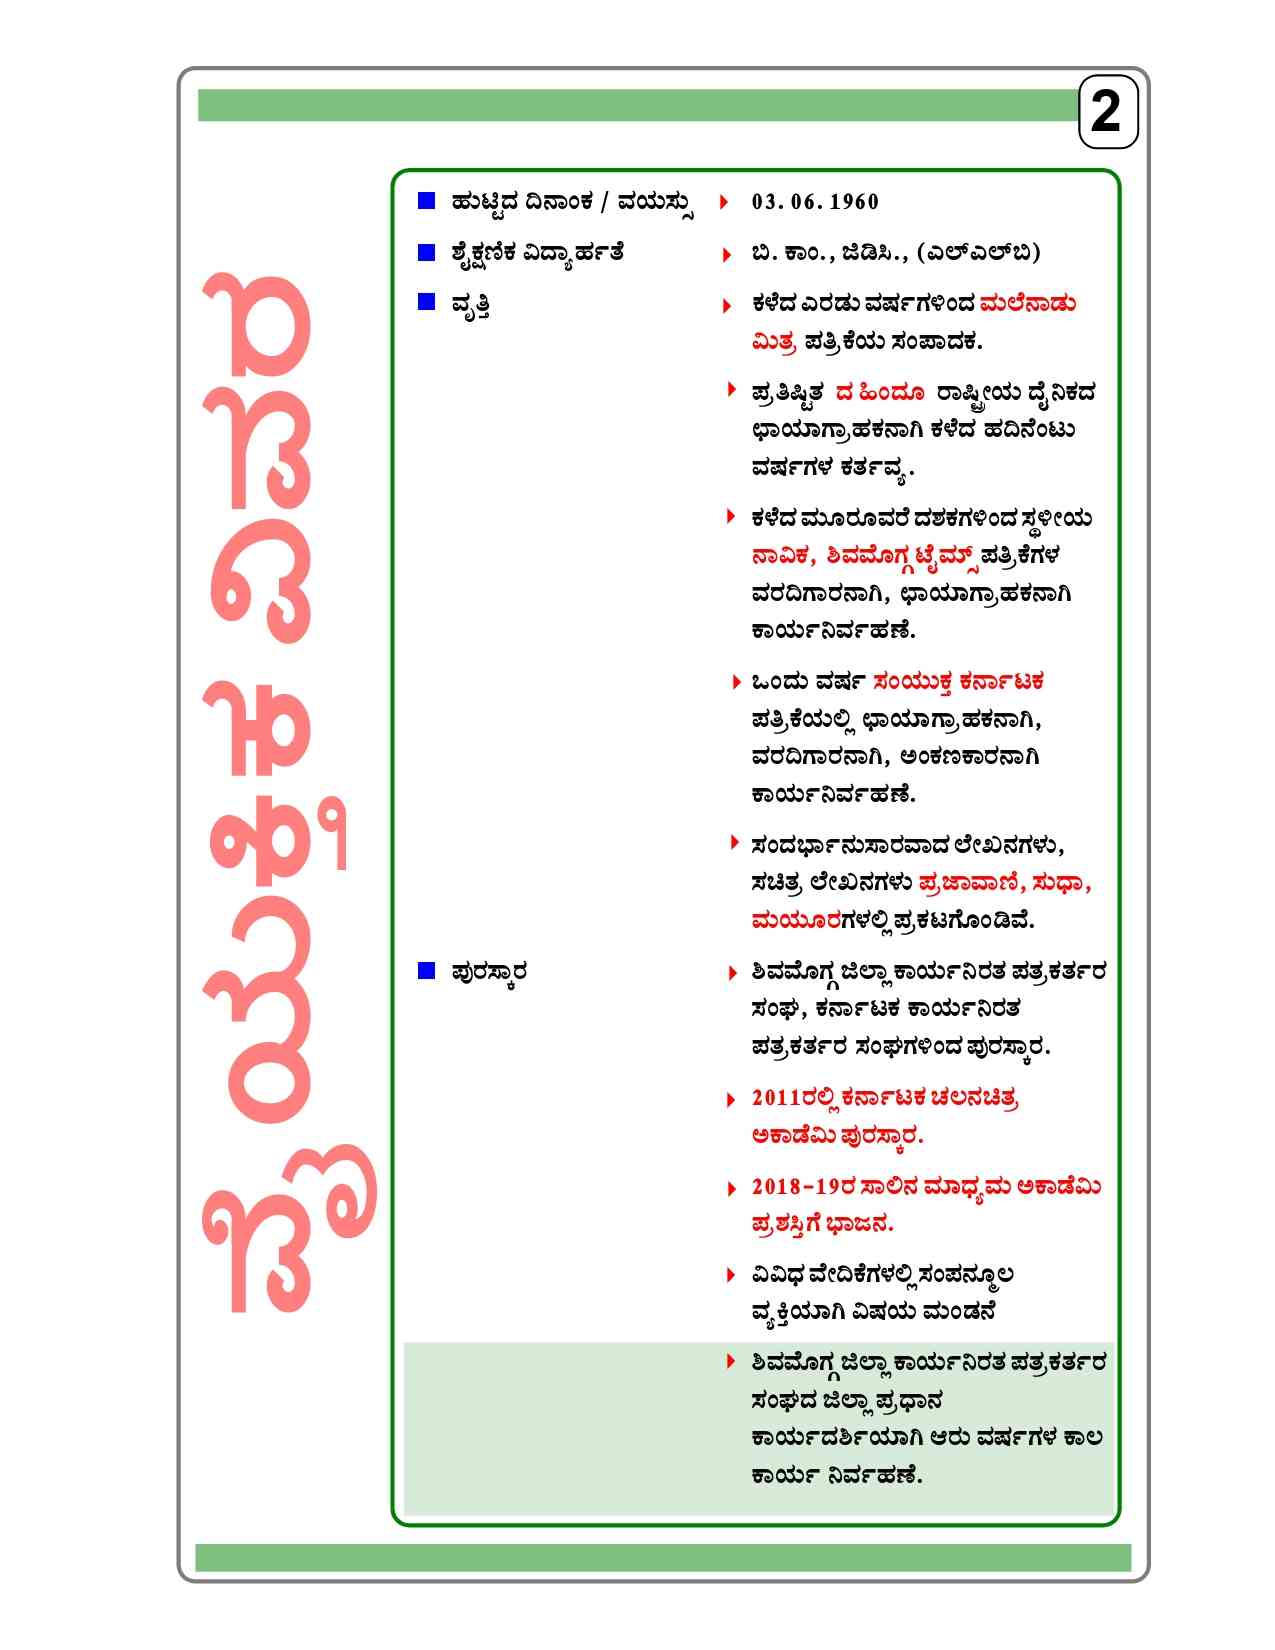 2
ವೈಯುಕ್ತಿಕ ವಿವರ
ಹುಟ್ಟಿದ ದಿನಾಂಕ / ವಯಸ್ಸು 03. 06. 1960
ಶೈಕ್ಷಣಿಕ ವಿದ್ಯಾರ್ಹತೆ ಬಿ. ಕಾಂ., ಜಿಡಿಸಿ., (ಎಲ್‌ಎಲ್‌ಬಿ)
ವೃತ್ತಿ ಕಳೆದ ಎರಡು ವರ್ಷಗಳಿಂದ ಮಲೆನಾಡು
ಮಿತ್ರ ಪತ್ರಿಕೆಯ ಸಂಪಾದಕ.
ಪ್ರತಿಷ್ಟಿತ ದ ಹಿಂದೂ ರಾಷ್ಟ್ರೀಯ ದೈನಿಕದ
ಛಾಯಾಗ್ರಾಹಕನಾಗಿ ಕಳೆದ ಹದಿನೆಂಟು
ವರ್ಷಗಳ ಕರ್ತವ್ಯ.
ಕಳೆದ ಮೂರೂವರೆ ದಶಕಗಳಿಂದ ಸ್ಥಳೀಯ
ನಾವಿಕ, ಶಿವಮೊಗ್ಗ ಟೈಮ್ಸ್ ಪತ್ರಿಕೆಗಳ
ವರದಿಗಾರನಾಗಿ, ಛಾಯಾಗ್ರಾಹಕನಾಗಿ
ಕಾರ್ಯನಿರ್ವಹಣೆ.
ಒಂದು ವರ್ಷ ಸಂಯುಕ್ತ ಕರ್ನಾಟಕ
ಪತ್ರಿಕೆಯಲ್ಲಿ ಛಾಯಾಗ್ರಾಹಕನಾಗಿ,
ವರದಿಗಾರನಾಗಿ, ಅಂಕಣಕಾರನಾಗಿ
ಕಾರ್ಯನಿರ್ವಹಣೆ.
ಸಂದರ್ಭಾನುಸಾರವಾದ ಲೇಖನಗಳು,
ಸಚಿತ್ರ ಲೇಖನಗಳು ಪ್ರಜಾವಾಣಿ, ಸುಧಾ,
ಮಯೂರಗಳಲ್ಲಿ ಪ್ರಕಟಗೊಂಡಿವೆ.
ಪುರಸ್ಕಾರ ಶಿವಮೊಗ್ಗ ಜಿಲ್ಲಾ ಕಾರ್ಯನಿರತ ಪತ್ರಕರ್ತರ
ಸಂಘ, ಕರ್ನಾಟಕ ಕಾರ್ಯನಿರತ
ಪತ್ರಕರ್ತರ ಸಂಘಗಳಿಂದ ಪುರಸ್ಕಾರ.
2011ರಲ್ಲಿ ಕರ್ನಾಟಕ ಚಲನಚಿತ್ರ
ಅಕಾಡೆಮಿ ಪುರಸ್ಕಾರ.
2018-19ರ ಸಾಲಿನ ಮಾಧ್ಯಮ ಅಕಾಡೆಮಿ
ಪ್ರಶಸ್ತಿಗೆ ಭಾಜನ.
ವಿವಿಧ ವೇದಿಕೆಗಳಲ್ಲಿ ಸಂಪನ್ಮೂಲ
ವ್ಯಕ್ತಿಯಾಗಿ ವಿಷಯ ಮಂಡನೆ
ಶಿವಮೊಗ್ಗ ಜಿಲ್ಲಾ ಕಾರ್ಯನಿರತ ಪತ್ರಕರ್ತರ
ಸಂಘದ ಜಿಲ್ಲಾ ಪ್ರಧಾನ
ಕಾರ್ಯದರ್ಶಿಯಾಗಿ ಆರು ವರ್ಷಗಳ ಕಾಲ
ಕಾರ್ಯ ನಿರ್ವಹಣೆ.